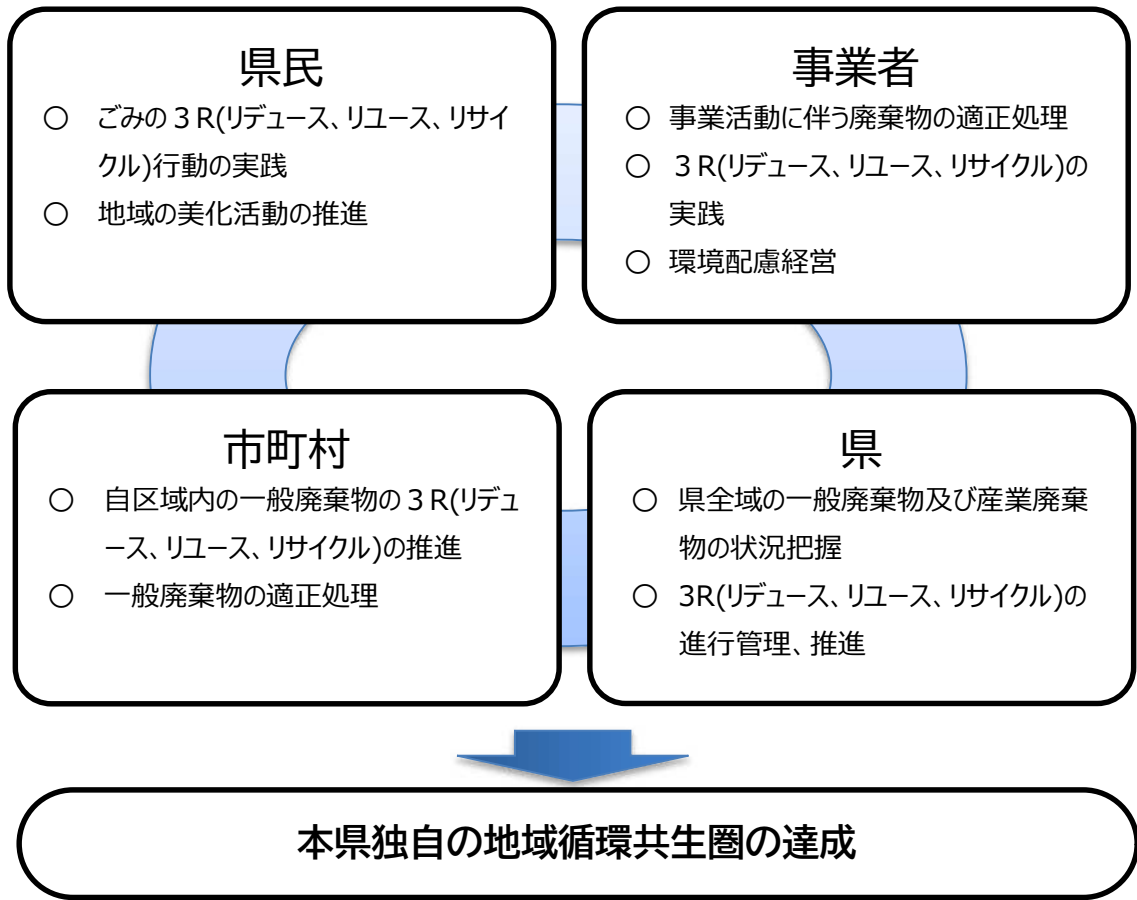 県民
○ ごみの３R(リデュース、リユース、リサイ
クル)行動の実践
○ 地域の美化活動の推進
事業者
○ 事業活動に伴う廃棄物の適正処理
○ ３R(リデュース、リユース、リサイクル)の
実践
○ 環境配慮経営
市町村
○ 自区域内の一般廃棄物の３R(リデュ
ース、リユース、リサイクル)の推進
○ 一般廃棄物の適正処理
県
○ 県全域の一般廃棄物及び産業廃棄
物の状況把握
○ 3R(リデュース、リユース、リサイクル)の
進行管理、推進
本県独自の地域循環共生圏の達成